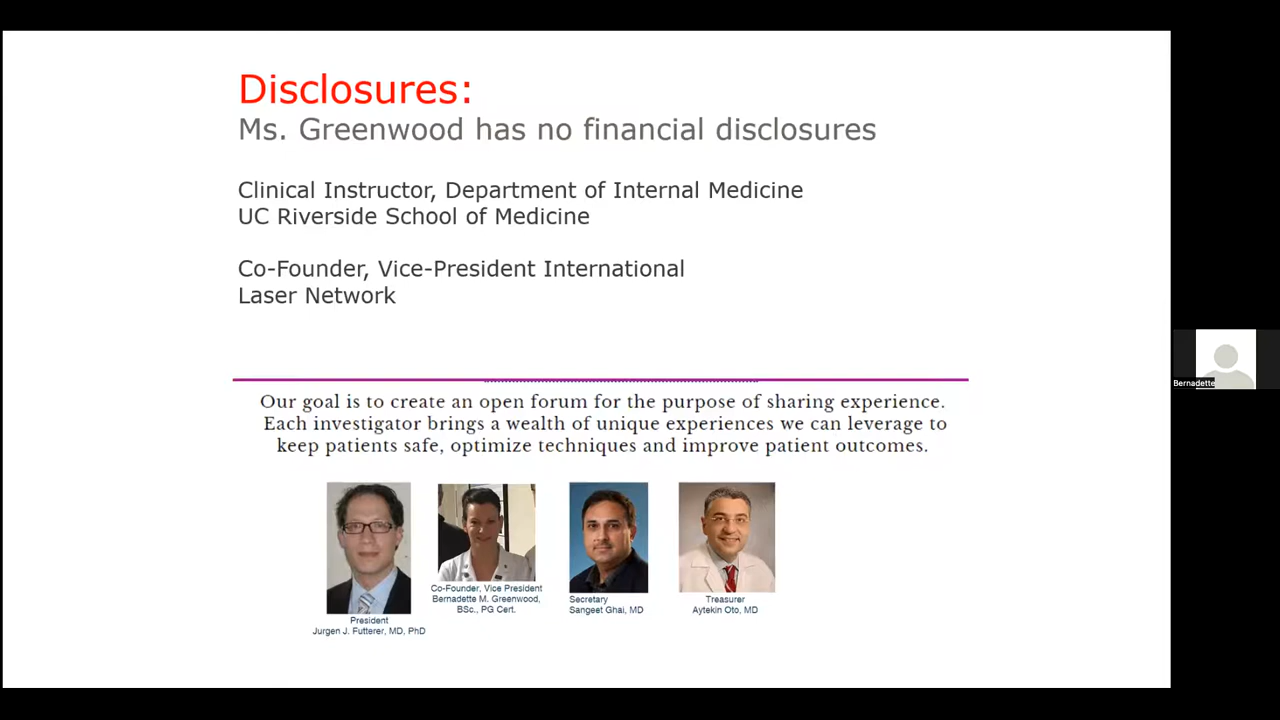 Disclosures:
Ms. Greenwood has no financial disclosures
Clinical Instructor, Department of Internal Medicine
UC Riverside School of Medicine
Co-Founder, Vice-President International
Laser Network
Our goal is to create an open forum for the purpose of sharing experience.
Each investigator brings a wealth of unique experiences we can leverage to
keep patients safe, optimize techniques and improve patient outcomes.
President
Jurgen J. Futterer, MD, PhD
Co-Founder, Vice President
Bernadette M. Greenwood,
BSc., PG Cert.
Secretary
Sangeet Ghai, MD
Treasurer
Aytekin Oto, MD
Bernadette